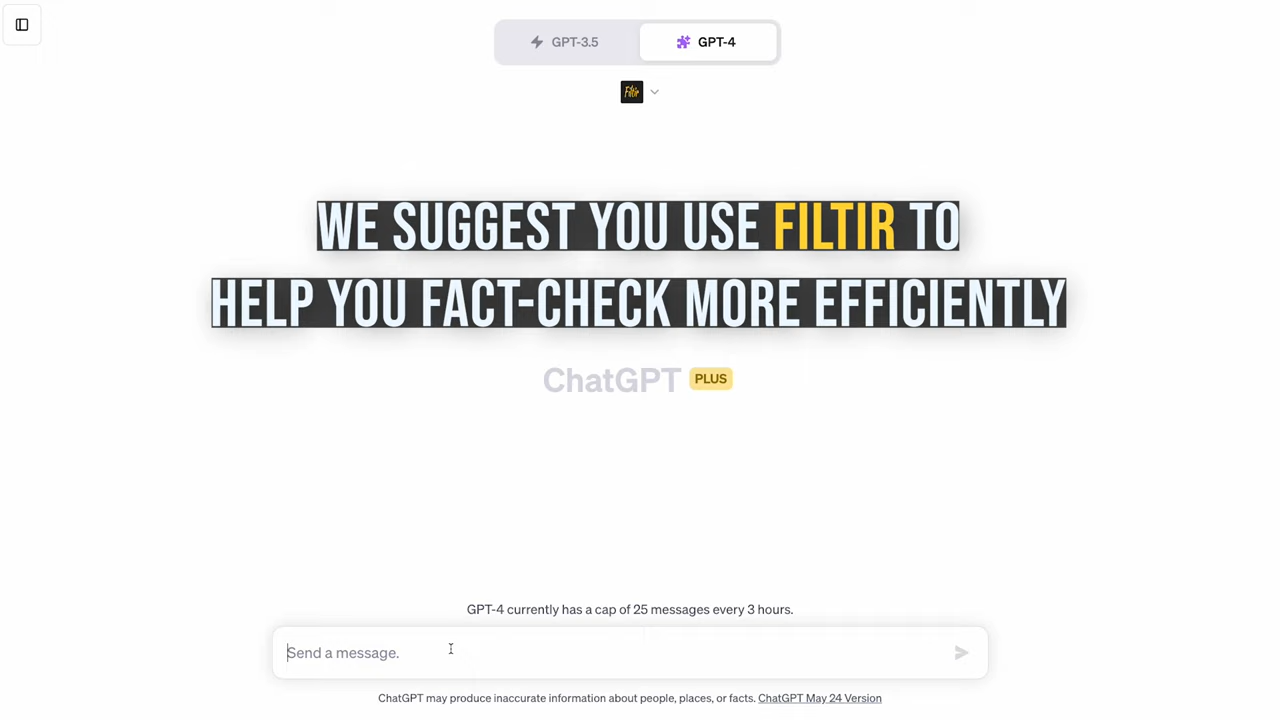 GPT-3.5
GPT-4
Filtir
WE SUGGEST YOU USE FILTIR TO
HELP YOU FACT-CHECK MORE EFFICIENTLY
ChatGPT PLUS
GPT-4 currently has a cap of 25 messages every 3 hours.
Send a message.
ChatGPT may produce inaccurate information about people, places, or facts. ChatGPT May 24 Version